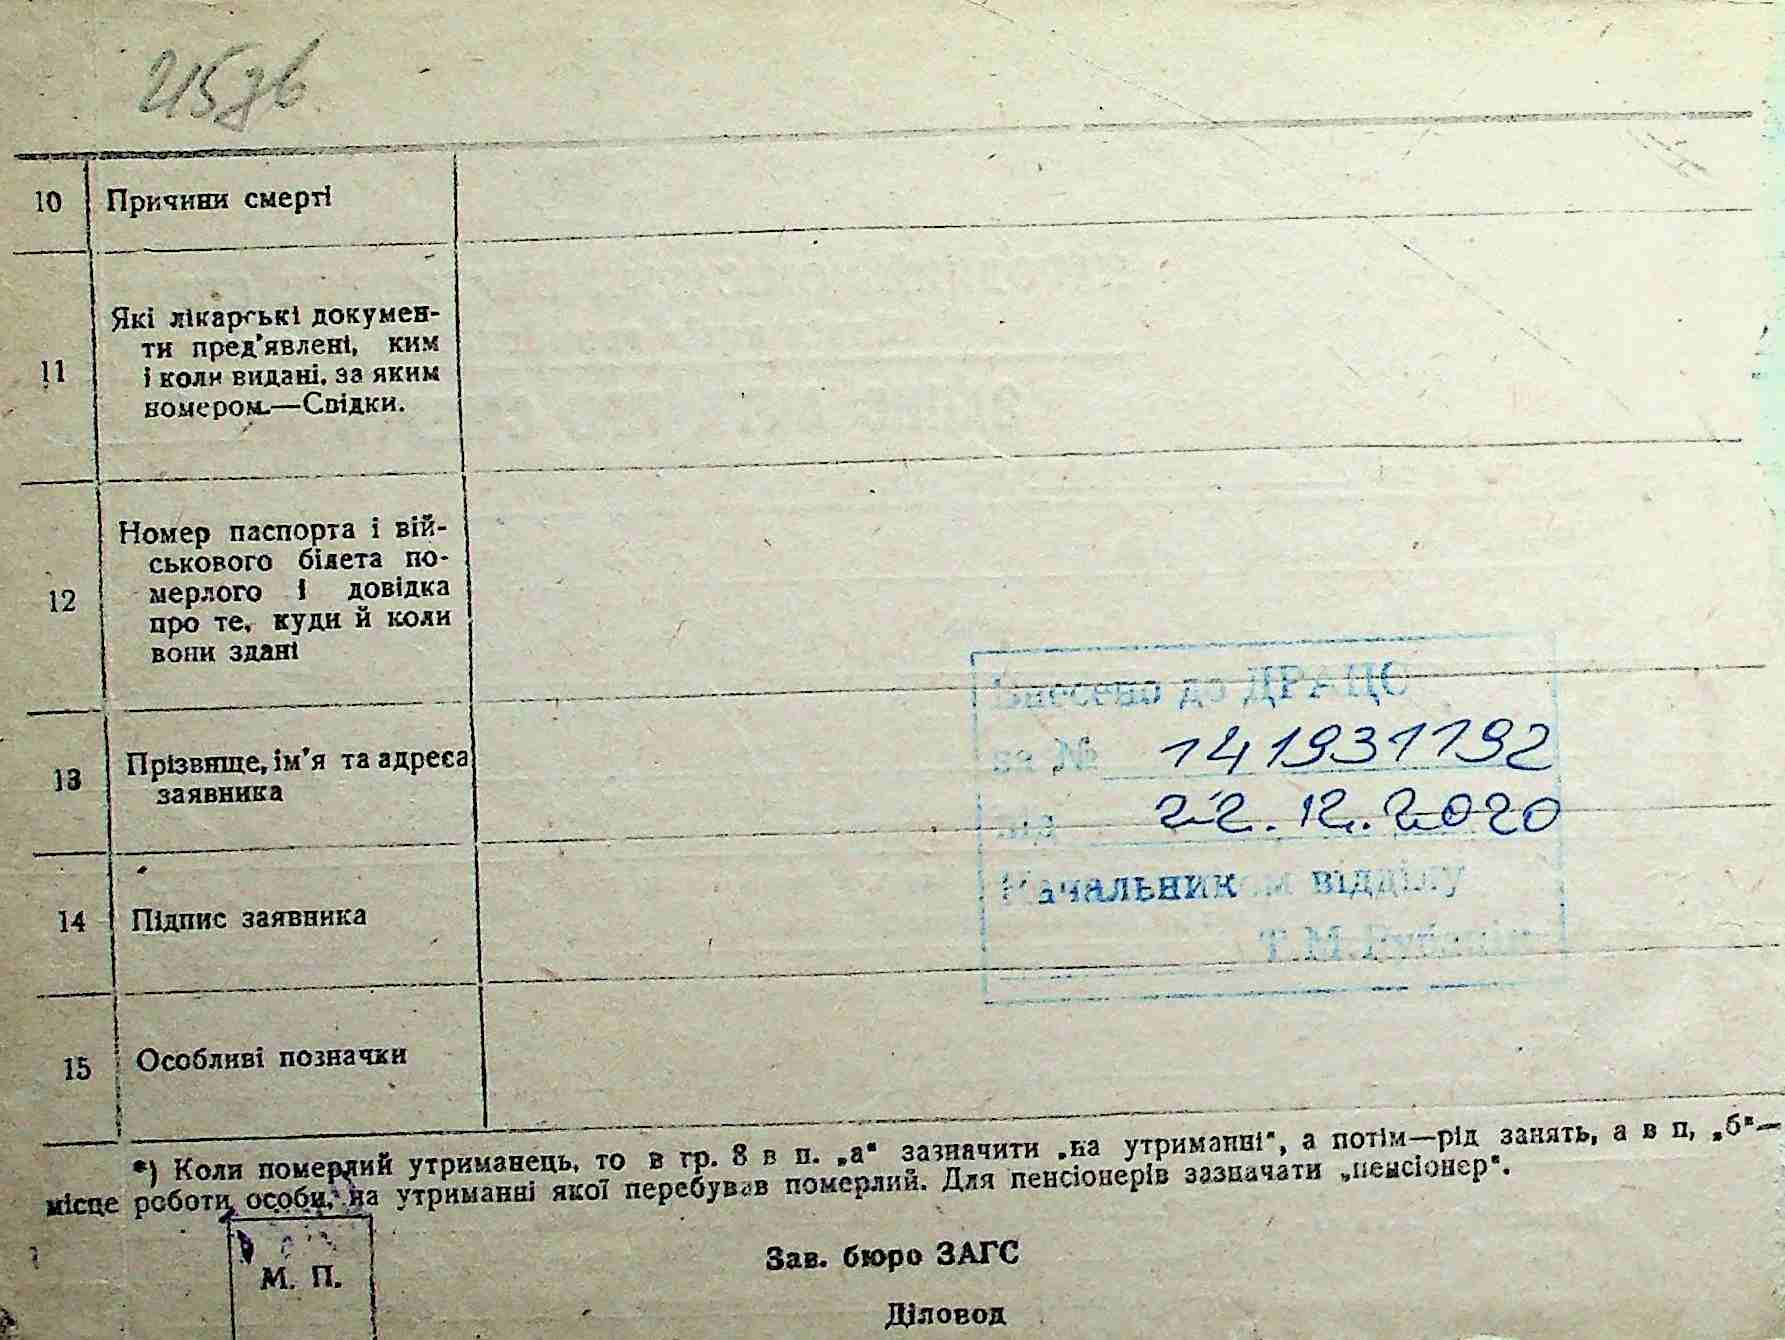 215зв
10 Причини смерті
11 Які лікарські докумен-
ти пред'явлені, ким
і коли видані, за яким
номером.—Свідки.
12 Номер паспорта і вій-
ськового білета по-
мерлого і довідка
про те, куди й коли
вони здані
Внесено до ДРАЦС
за № 141931192
від 22.12.2020
Начальником відділу
Т.М.
13 Прізвище, ім'я та адреса
заявника
14 Підпис заявника
15 Особливі позначки
*) Коли померлий утриманець, то в гр. 8 в п. „а" зазначити „на утриманні", а потім—рід занять, а в п, „б"—
місце роботи особи, на утриманні якої перебував померлий. Для пенсіонерів зазначати „пенсіонер".
М. П.
Зав. бюро ЗАГС
Діловод